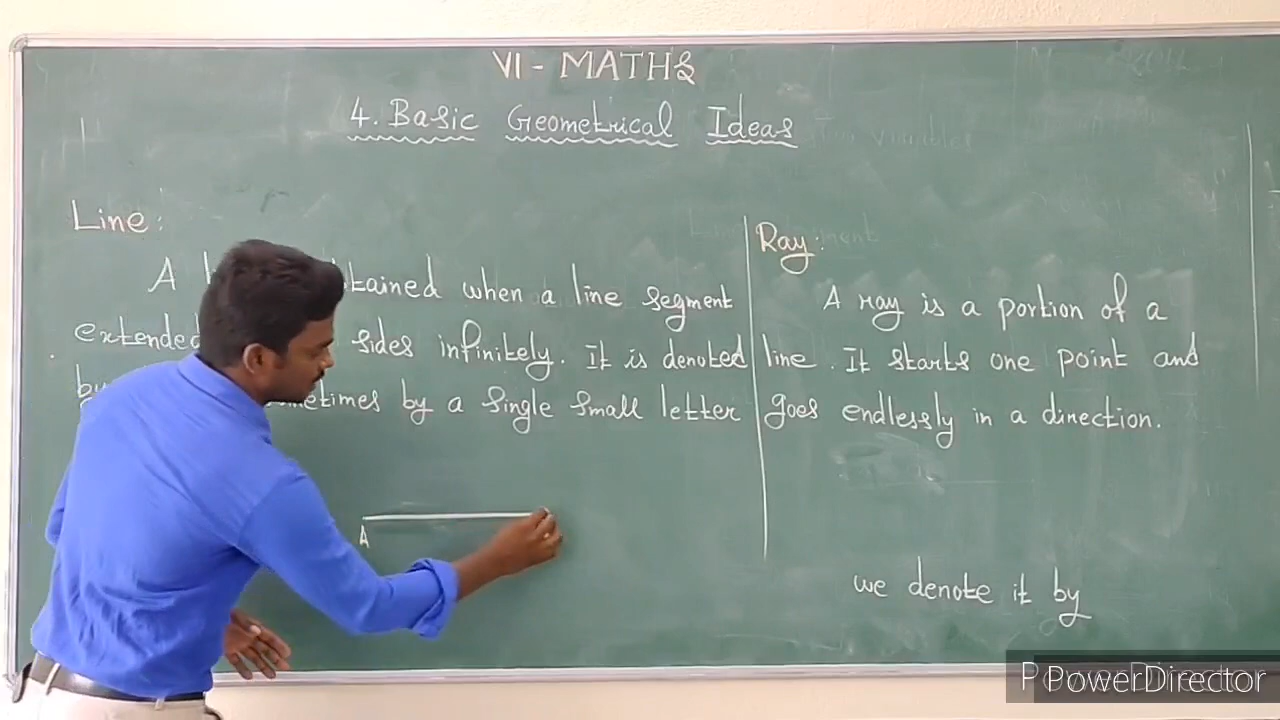 VI - MATHS
4. Basic Geometrical Ideas
Line:
A tained when a line segment
extended sides infinitely. It is denoted
by metimes by a single small letter
A
Ray:
A ray is a portion of a
line. It starts one point and
goes endlessly in a direction.
we denote it by
PowerDirector